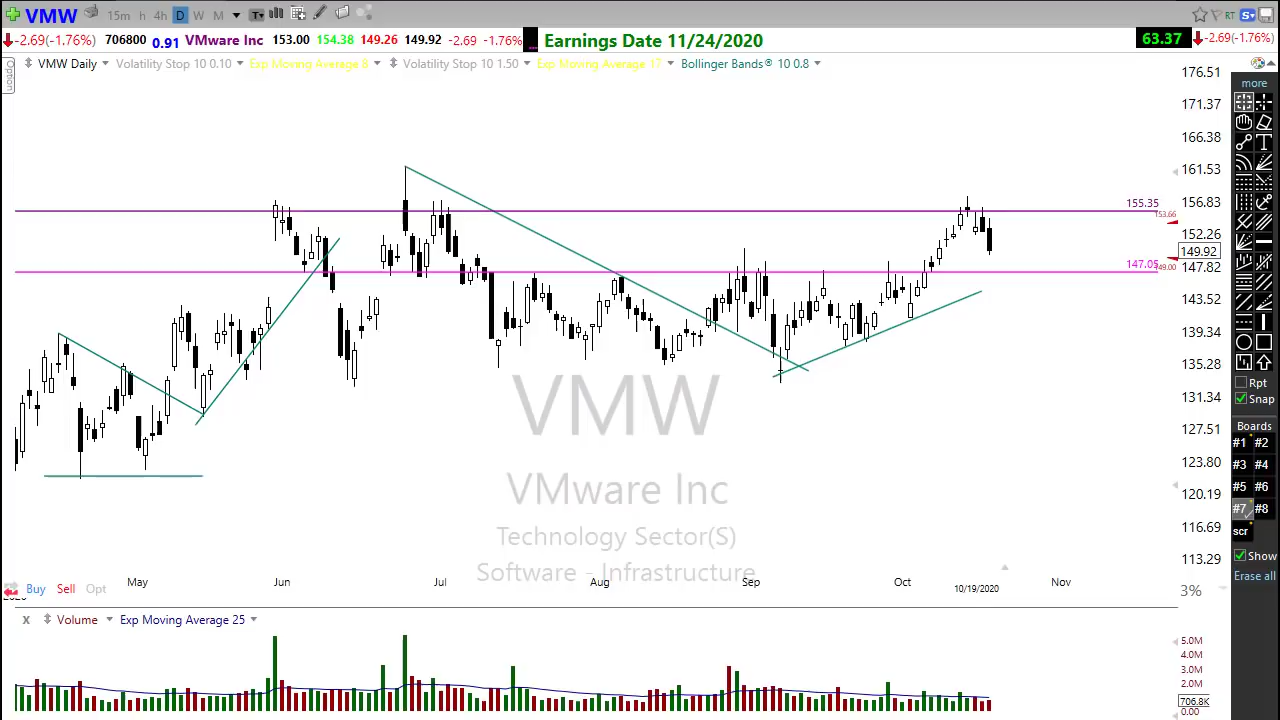 VMW 15m h 4h D W M T RT S
-2.69(-1.76%) 706800 0.91 VMware Inc 153.00 154.38 149.26 149.92 -2.69 -1.76% Earnings Date 11/24/2020 63.37 -2.69(-1.76%)
Option
VMW Daily Volatility Stop 10 0.10 Exp Moving Average 8 Volatility Stop 10 1.50 Exp Moving Average 17 Bollinger Bands® 10 0.8
176.51
171.37
166.38
161.53
156.83
152.26
149.92
147.82
143.52
139.34
135.28
131.34
127.51
123.80
120.19
116.69
113.29
3%
155.35
153.66
147.05
149.00
VMW
VMware Inc
Technology Sector(S)
Software - Infrastructure
May Jun Jul Aug Sep Oct Nov
10/19/2020
Buy Sell Opt
X Volume Exp Moving Average 25
5.0M
4.0M
3.0M
2.0M
706.8K
0.00
more
T
Rpt
Snap
Boards
#1 #2
#3 #4
#5 #6
#7 #8
scr
Show
Erase all